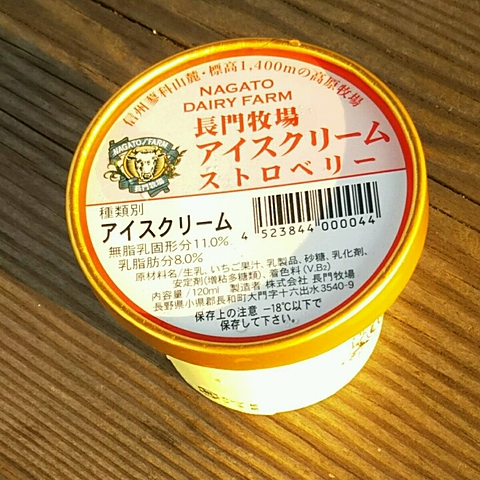 信州蓼科山麓・標高1,400mの高原牧場
NAGATO
DAIRY FARM
長門牧場
アイスクリーム
ストロベリー
NAGATO FARM
長門牧場
種類別
アイスクリーム
無脂乳固形分11.0%
乳脂肪分8.0%
4 523844 000044
原材料名/生乳、いちご果汁、乳製品、砂糖、乳化剤、
安定剤(増粘多糖類)、着色料(V.B₂)
内容量/120ml 製造者 株式会社 長門牧場
長野県小県郡長和町大門字十六出水3540-9
保存上の注意 −18℃以下で
保存して下さい。